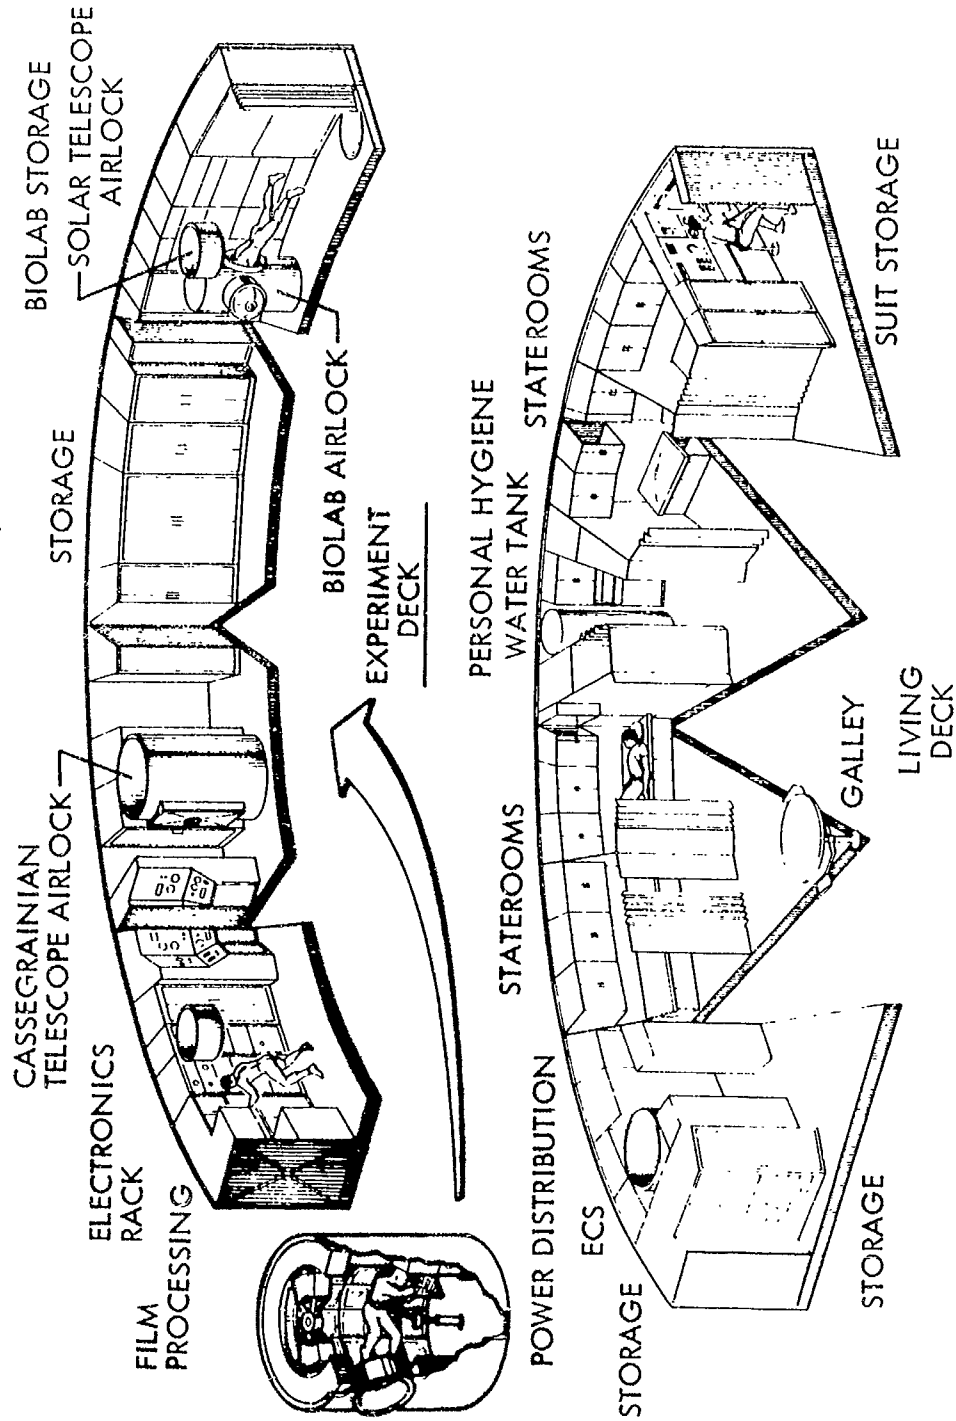 FILM
PROCESSING
ELECTRONICS
RACK
CASSEGRAINIAN
TELESCOPE AIRLOCK
STORAGE
BIOLAB STORAGE
SOLAR TELESCOPE
AIRLOCK
BIOLAB AIRLOCK
EXPERIMENT
DECK
STORAGE
ECS
POWER DISTRIBUTION
STATEROOMS
PERSONAL HYGIENE
WATER TANK
STATEROOMS
STORAGE
GALLEY
SUIT STORAGE
LIVING
DECK